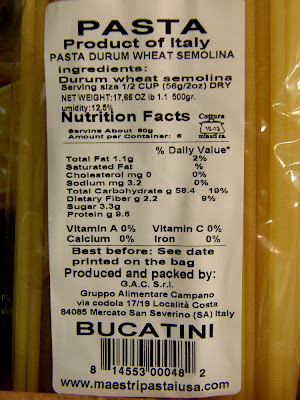 PASTA
Product of Italy
PASTA DURUM WHEAT SEMOLINA
ingredients:
Durum wheat semolina
Serving size 1/2 CUP (56g/2oz) DRY
NET WEIGHT:17,66 OZ lb 1.1 500gr.
umidity:12,5%
Nutrition Facts
Cottura
10-12
minuti ca.
Servine About 80g
Amount per Container: 6
% Daily Value*
Total Fat 1.1g 2%
Saturated Fat %
Cholesterol mg 0 0%
Sodium mg 3.2 0%
Total Carbohydrate g 58.4 19%
Dietary Fiber g 2.2 9%
Sugar 3.3g
Protein g 9.6
Vitamin A 0% Vitamin C 0%
Calcium 0% Iron 0%
Best before: See date
printed on the bag
Produced and packed by:
G.A.C. S.r.l.
Gruppo Alimentare Campano
via codola 17/19 Località Costa
84085 Mercato San Severino (SA) Italy
BUCATINI
8 14553 00048 2
www.maestripastaiusa.com